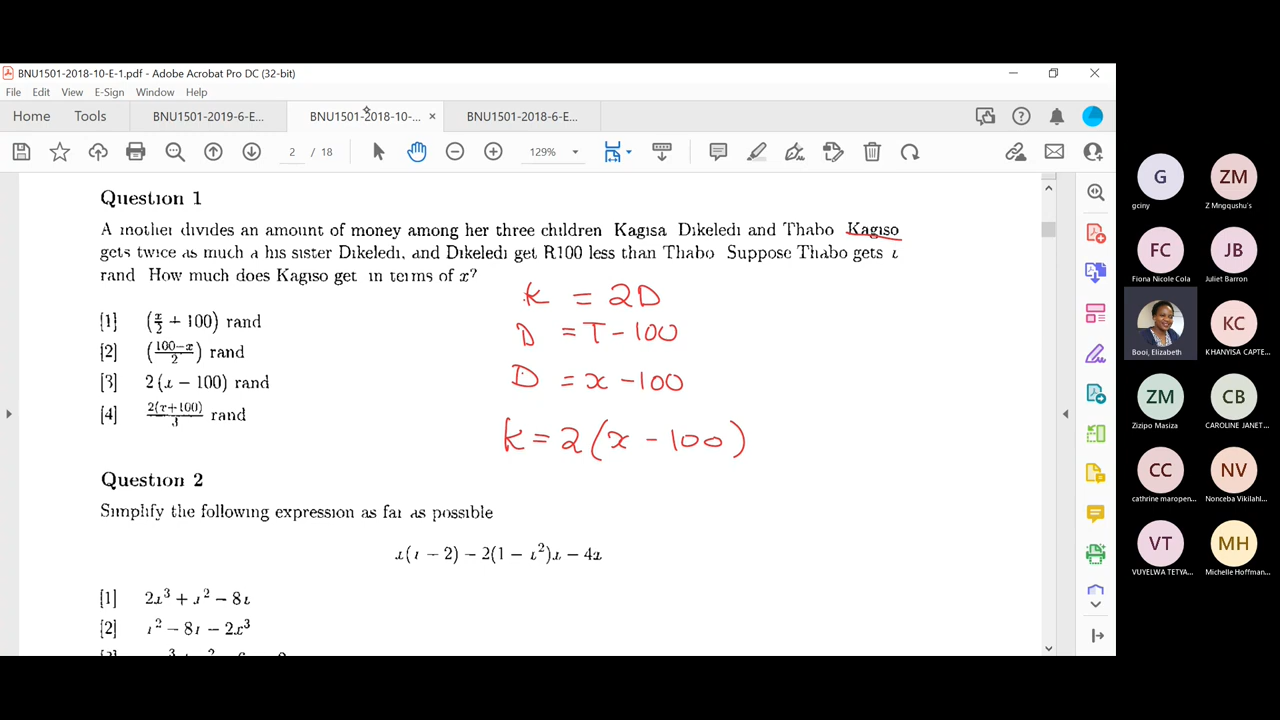 BNU1501-2018-10-E-1.pdf - Adobe Acrobat Pro DC (32-bit)
File Edit View E-Sign Window Help
Home Tools BNU1501-2019-6-E... BNU1501-2018-10-... × BNU1501-2018-6-E...
2 / 18 129%
Question 1
A mother divides an amount of money among her three children Kagisa Dikeledi and Thabo Kagiso
gets twice as much a his sister Dikeledi, and Dikeledi get R100 less than Thabo Suppose Thabo gets x
rand How much does Kagiso get in terms of x?
K = 2D
[1] (x/2 + 100) rand
D = T - 100
[2] (100-x/2) rand
D = x - 100
[3] 2 (x - 100) rand
[4] 2(x+100)/3 rand
K = 2(x - 100)
Question 2
Simplify the following expression as far as possible
x(x - 2) - 2(1 - x²)x - 4x
[1] 2x³ + x² - 8x
[2] x² - 8x - 2x³
G
gciny
ZM
Z Mngqushu's
FC
Fiona Nicole Cola
JB
Juliet Barron
Booi, Elizabeth
KC
KHANYISA CAPTE...
ZM
Zizipo Masiza
CB
CAROLINE JANET...
CC
cathrine maropen...
NV
Nonceba Vikilahl...
VT
VUYELWA TETYA...
MH
Michelle Hoffman...